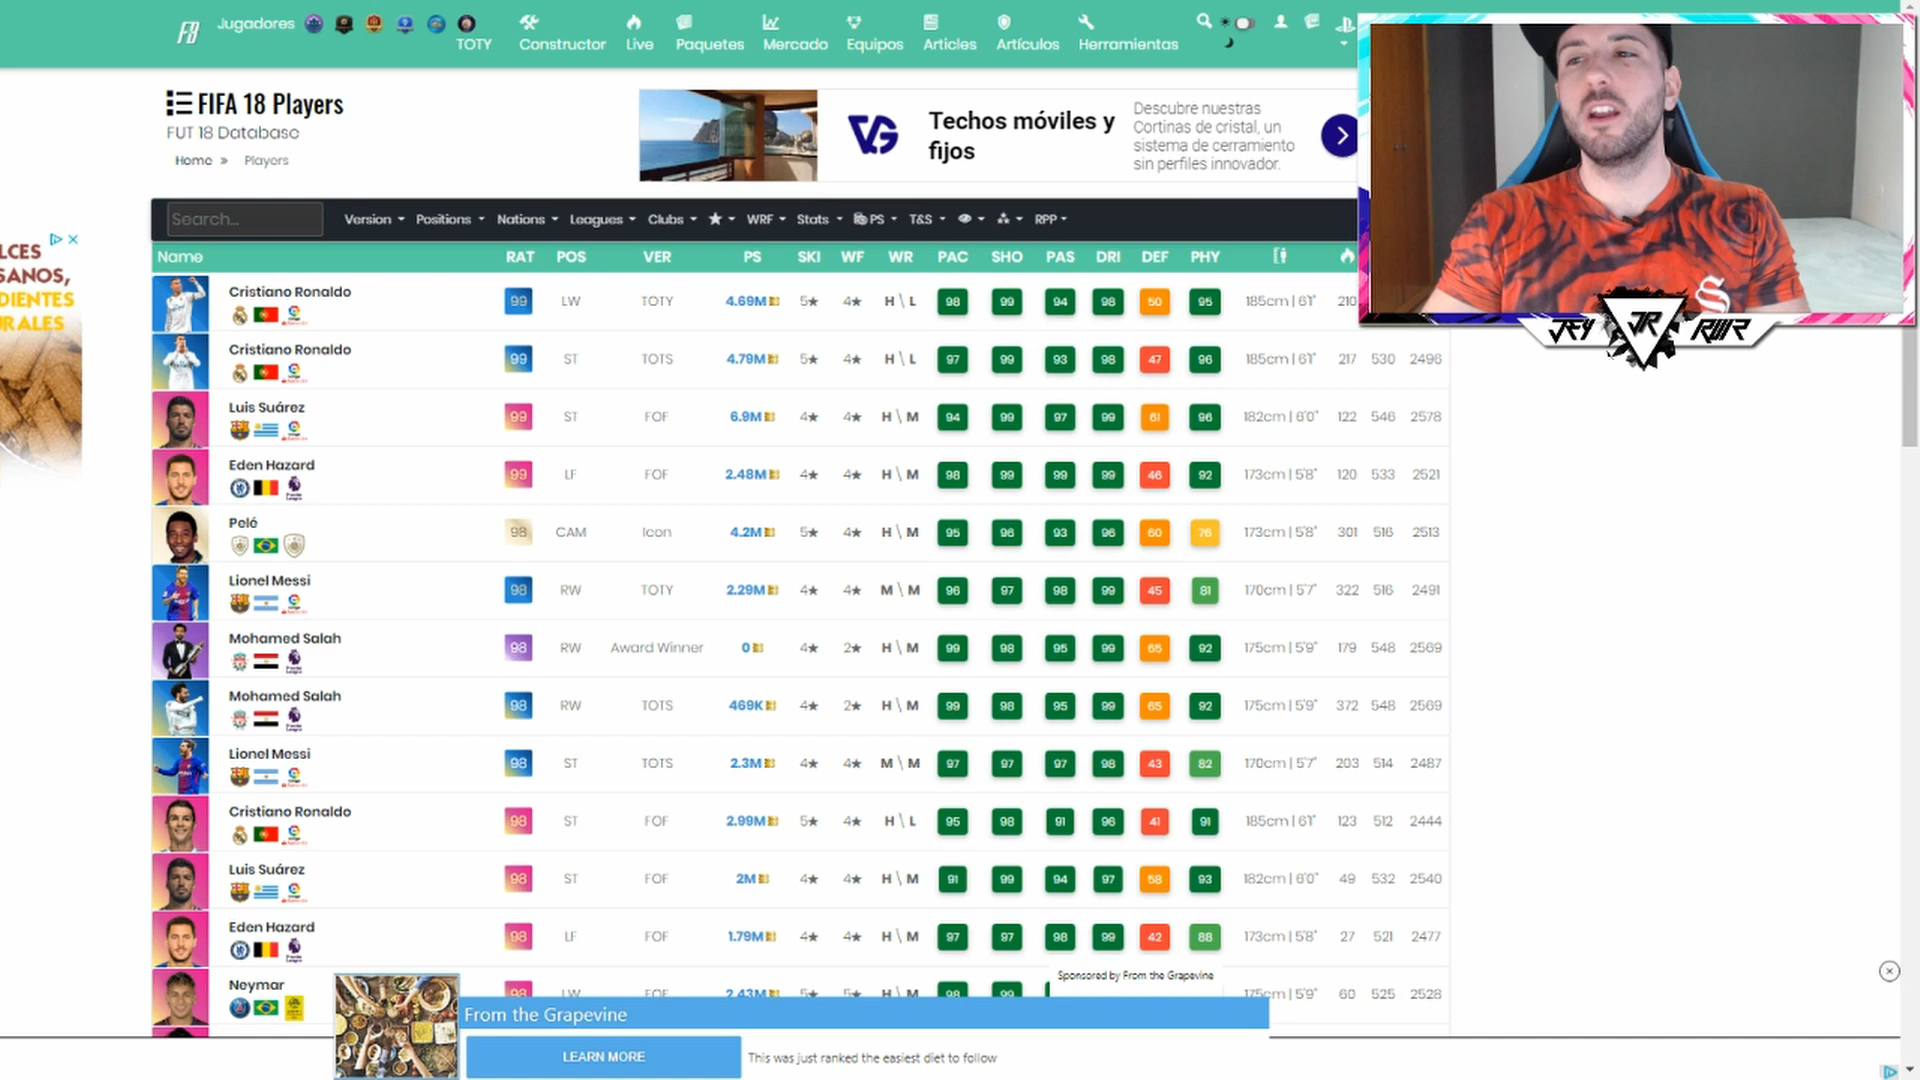 Jugadores
TOTY
Constructor
Live
Paquetes
Mercado
Equipos
Articles
Artículos
Herramientas
FIFA 18 Players
FUT 18 Database
Home » Players
Techos móviles y fijos
Descubre nuestras
Cortinas de cristal, un
sistema de cerramiento
sin perfiles innovador.
Search...
Version Positions Nations Leagues Clubs WRF Stats PS T&S RPP
Name RAT POS VER PS SKI WF WR PAC SHO PAS DRI DEF PHY
Cristiano Ronaldo 99 LW TOTY 4.69M 5★ 4★ H \ L 98 99 94 98 50 95 185cm | 6'1" 210
Cristiano Ronaldo 99 ST TOTS 4.79M 5★ 4★ H \ L 97 99 93 98 47 96 185cm | 6'1" 217 530 2496
Luis Suárez 99 ST FOF 6.9M 4★ 4★ H \ M 94 99 97 99 61 96 182cm | 6'0" 122 546 2578
Eden Hazard 99 LF FOF 2.48M 4★ 4★ H \ M 98 99 99 99 46 92 173cm | 5'8" 120 533 2521
Pelé 98 CAM Icon 4.2M 5★ 4★ H \ M 95 96 93 96 60 76 173cm | 5'8" 301 516 2513
Lionel Messi 98 RW TOTY 2.29M 4★ 4★ M \ M 96 97 98 99 45 81 170cm | 5'7" 322 516 2491
Mohamed Salah 98 RW Award Winner 0 4★ 2★ H \ M 99 98 95 99 65 92 175cm | 5'9" 179 548 2569
Mohamed Salah 98 RW TOTS 469K 4★ 2★ H \ M 99 98 95 99 65 92 175cm | 5'9" 372 548 2569
Lionel Messi 98 ST TOTS 2.3M 4★ 4★ M \ M 97 97 97 98 43 82 170cm | 5'7" 203 514 2487
Cristiano Ronaldo 98 ST FOF 2.99M 5★ 4★ H \ L 95 98 91 96 41 91 185cm | 6'1" 123 512 2444
Luis Suárez 98 ST FOF 2M 4★ 4★ H \ M 91 99 94 97 58 93 182cm | 6'0" 49 532 2540
Eden Hazard 98 LF FOF 1.79M 4★ 4★ H \ M 97 97 98 99 42 88 173cm | 5'8" 27 521 2477
Neymar 98 LW FOF 2.43M 5★ 5★ H \ M 98 99 175cm | 5'9" 60 525 2528
Sponsored by From the Grapevine
From the Grapevine
LEARN MORE
This was just ranked the easiest diet to follow
JEY JR RWR